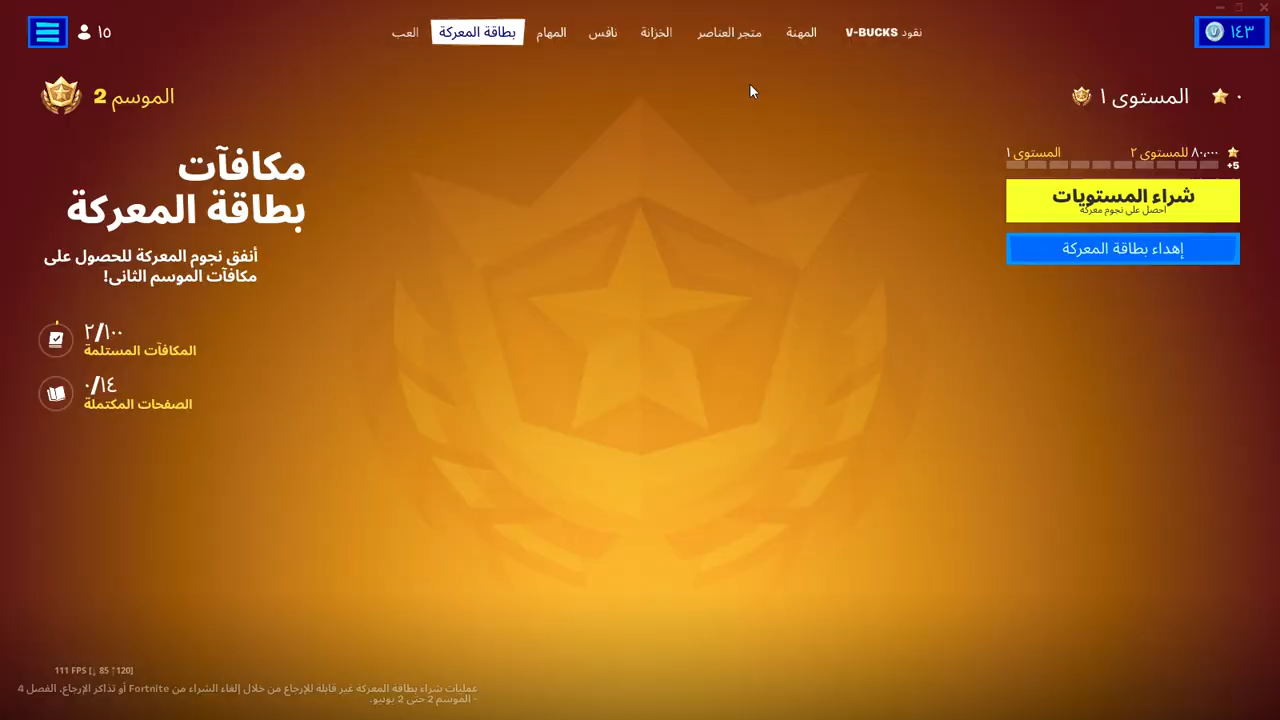 ١٥
العب
بطاقة المعركة
المهام
نافس
الخزانة
متجر العناصر
المهنة
نقود V-BUCKS
١٤٣
الموسم 2
المستوى ١
٠
مكافآت
بطاقة المعركة
أنفق نجوم المعركة للحصول على
مكافآت الموسم الثاني!
٢/١٠٠
المكافآت المستلمة
٠/١٤
الصفحات المكتملة
المستوى ١
٨٠,٠٠٠ للمستوى ٢
+5
شراء المستويات
احصل على نجوم معركة
إهداء بطاقة المعركة
111 FPS [↓ 85 ↑120]
عمليات شراء بطاقة المعركة غير قابلة للإرجاع من خلال إلغاء الشراء من Fortnite أو تذاكر الإرجاع. الفصل 4
- الموسم 2 حتى 2 يونيو.